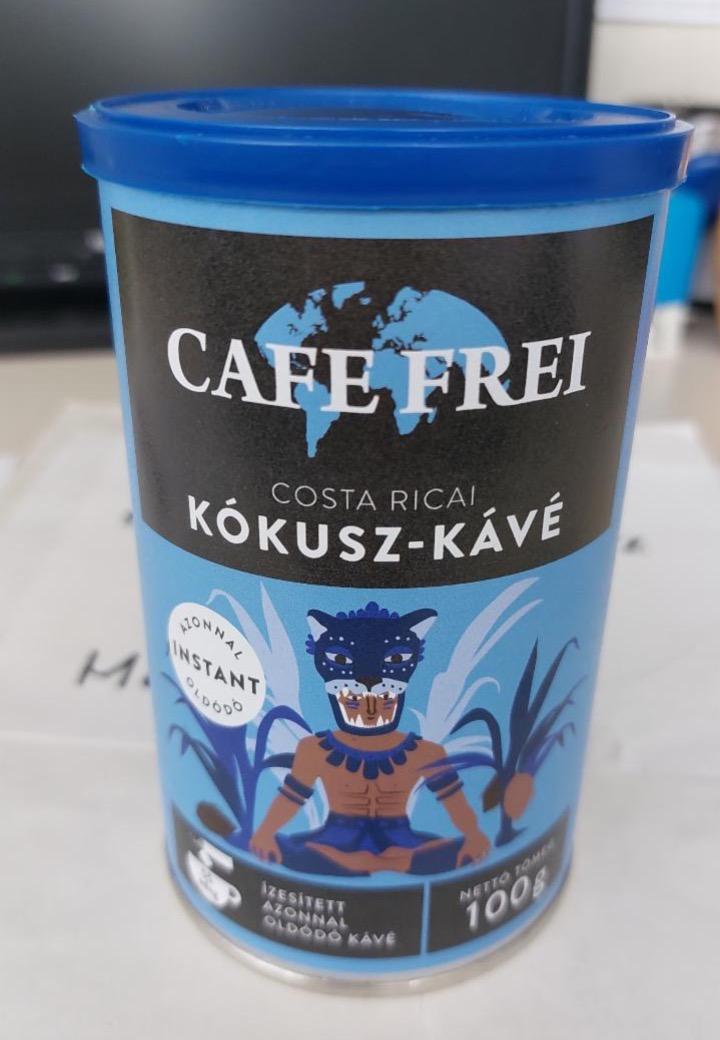 CAFE FREI
COSTA RICAI
KÓKUSZ-KÁVÉ
AZONNAL
INSTANT
OLDÓDÓ
ÍZESÍTETT
AZONNAL
OLDÓDÓ KÁVÉ
NETTÓ TÖMEG
100g